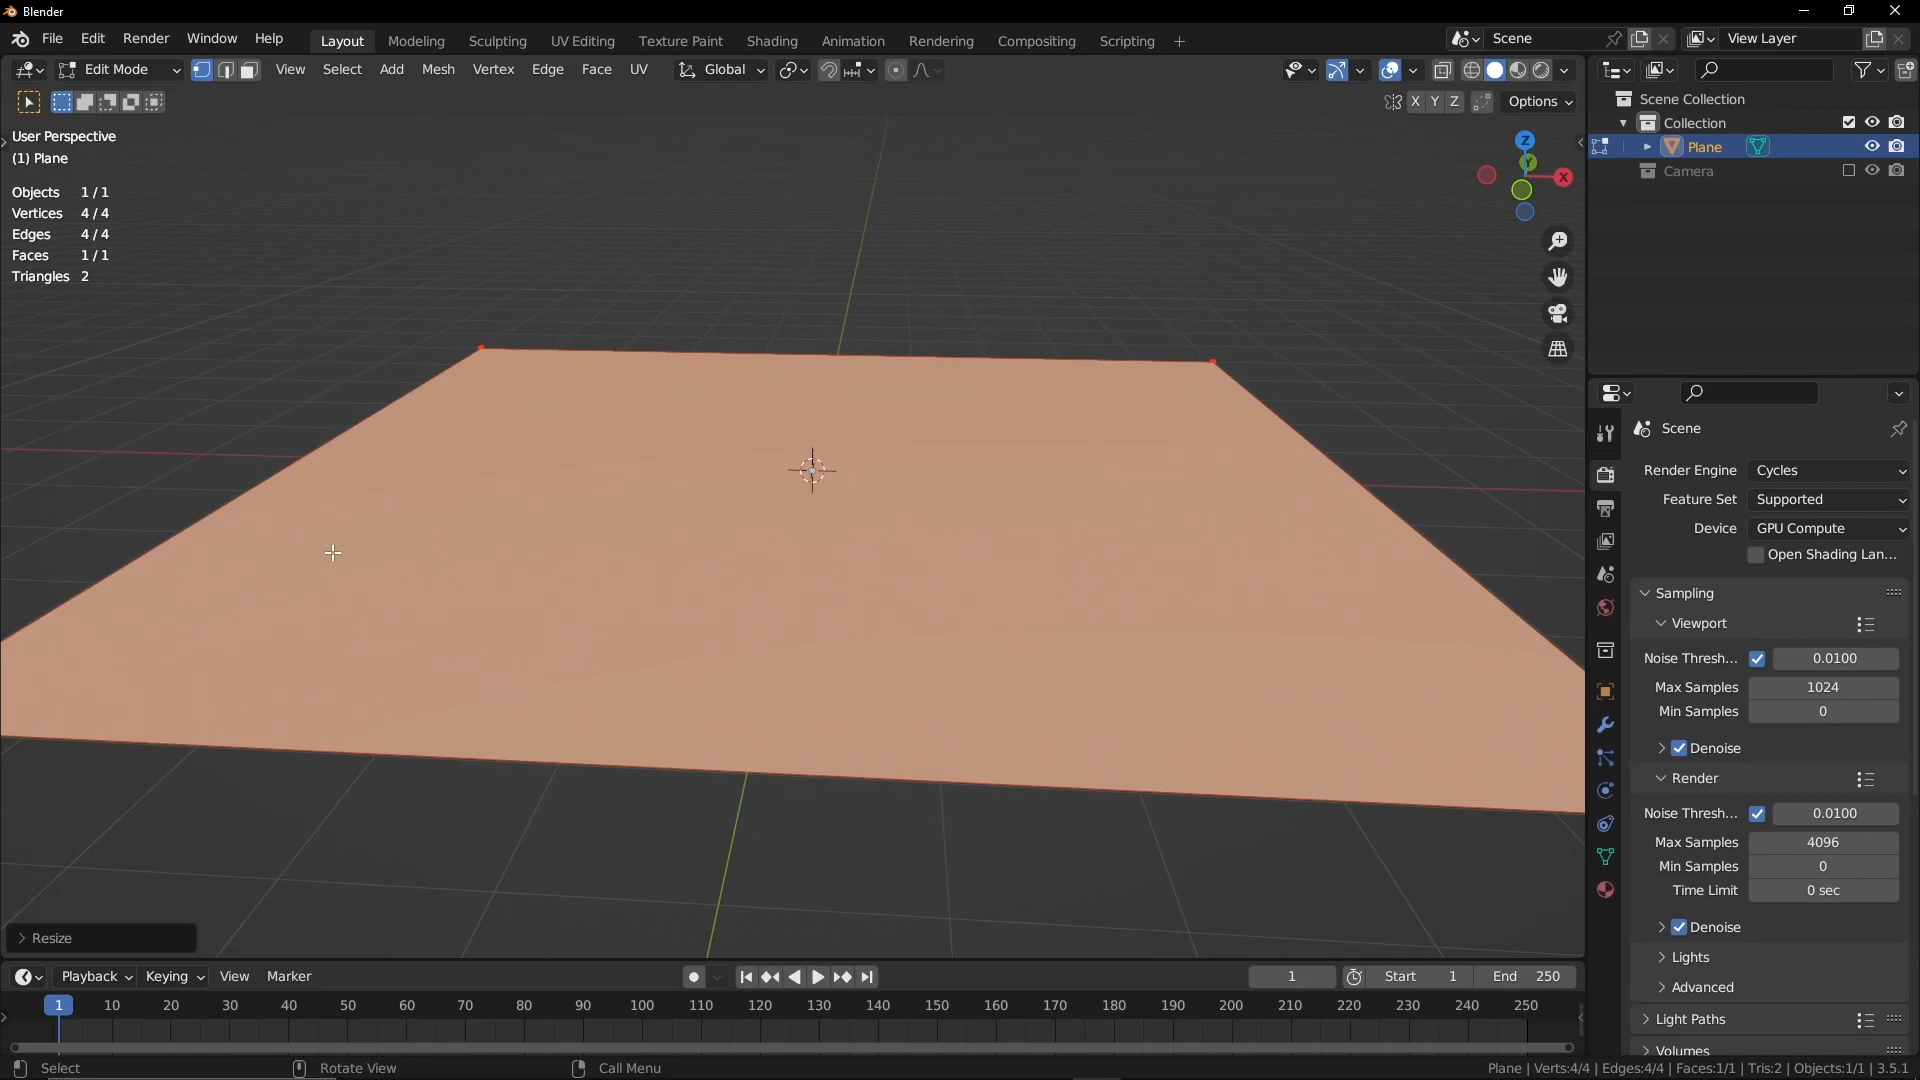 Blender
File Edit Render Window Help Layout Modeling Sculpting UV Editing Texture Paint Shading Animation Rendering Compositing Scripting + Scene View Layer
Edit Mode View Select Add Mesh Vertex Edge Face UV Global
X Y Z Options
User Perspective
(1) Plane
Objects 1 / 1
Vertices 4 / 4
Edges 4 / 4
Faces 1 / 1
Triangles 2
Z
Y
X
Resize
Scene Collection
Collection
Plane
Camera
Scene
Render Engine Cycles
Feature Set Supported
Device GPU Compute
Open Shading Lan...
Sampling
Viewport
Noise Thresh... 0.0100
Max Samples 1024
Min Samples 0
Denoise
Render
Noise Thresh... 0.0100
Max Samples 4096
Min Samples 0
Time Limit 0 sec
Denoise
Lights
Advanced
Light Paths
Volumes
Playback Keying View Marker 1 Start 1 End 250
1 10 20 30 40 50 60 70 80 90 100 110 120 130 140 150 160 170 180 190 200 210 220 230 240 250
Select Rotate View Call Menu Plane | Verts:4/4 | Edges:4/4 | Faces:1/1 | Tris:2 | Objects:1/1 | 3.5.1